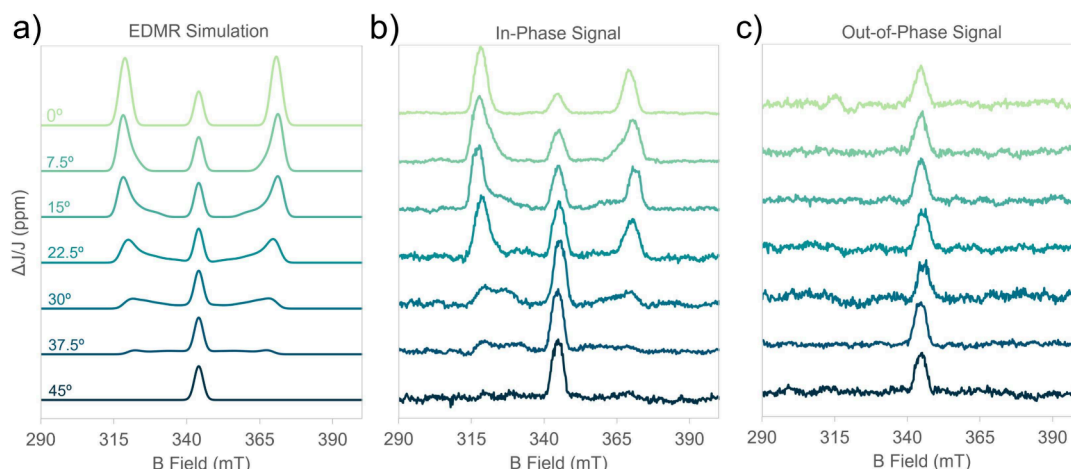 a)
EDMR Simulation
b)
In-Phase Signal
c)
Out-of-Phase Signal
ΔJ/J (ppm)
0º
7.5º
15º
22.5º
30º
37.5º
45º
290 315 340 365 390
290 315 340 365 390
290 315 340 365 390
B Field (mT)
B Field (mT)
B Field (mT)